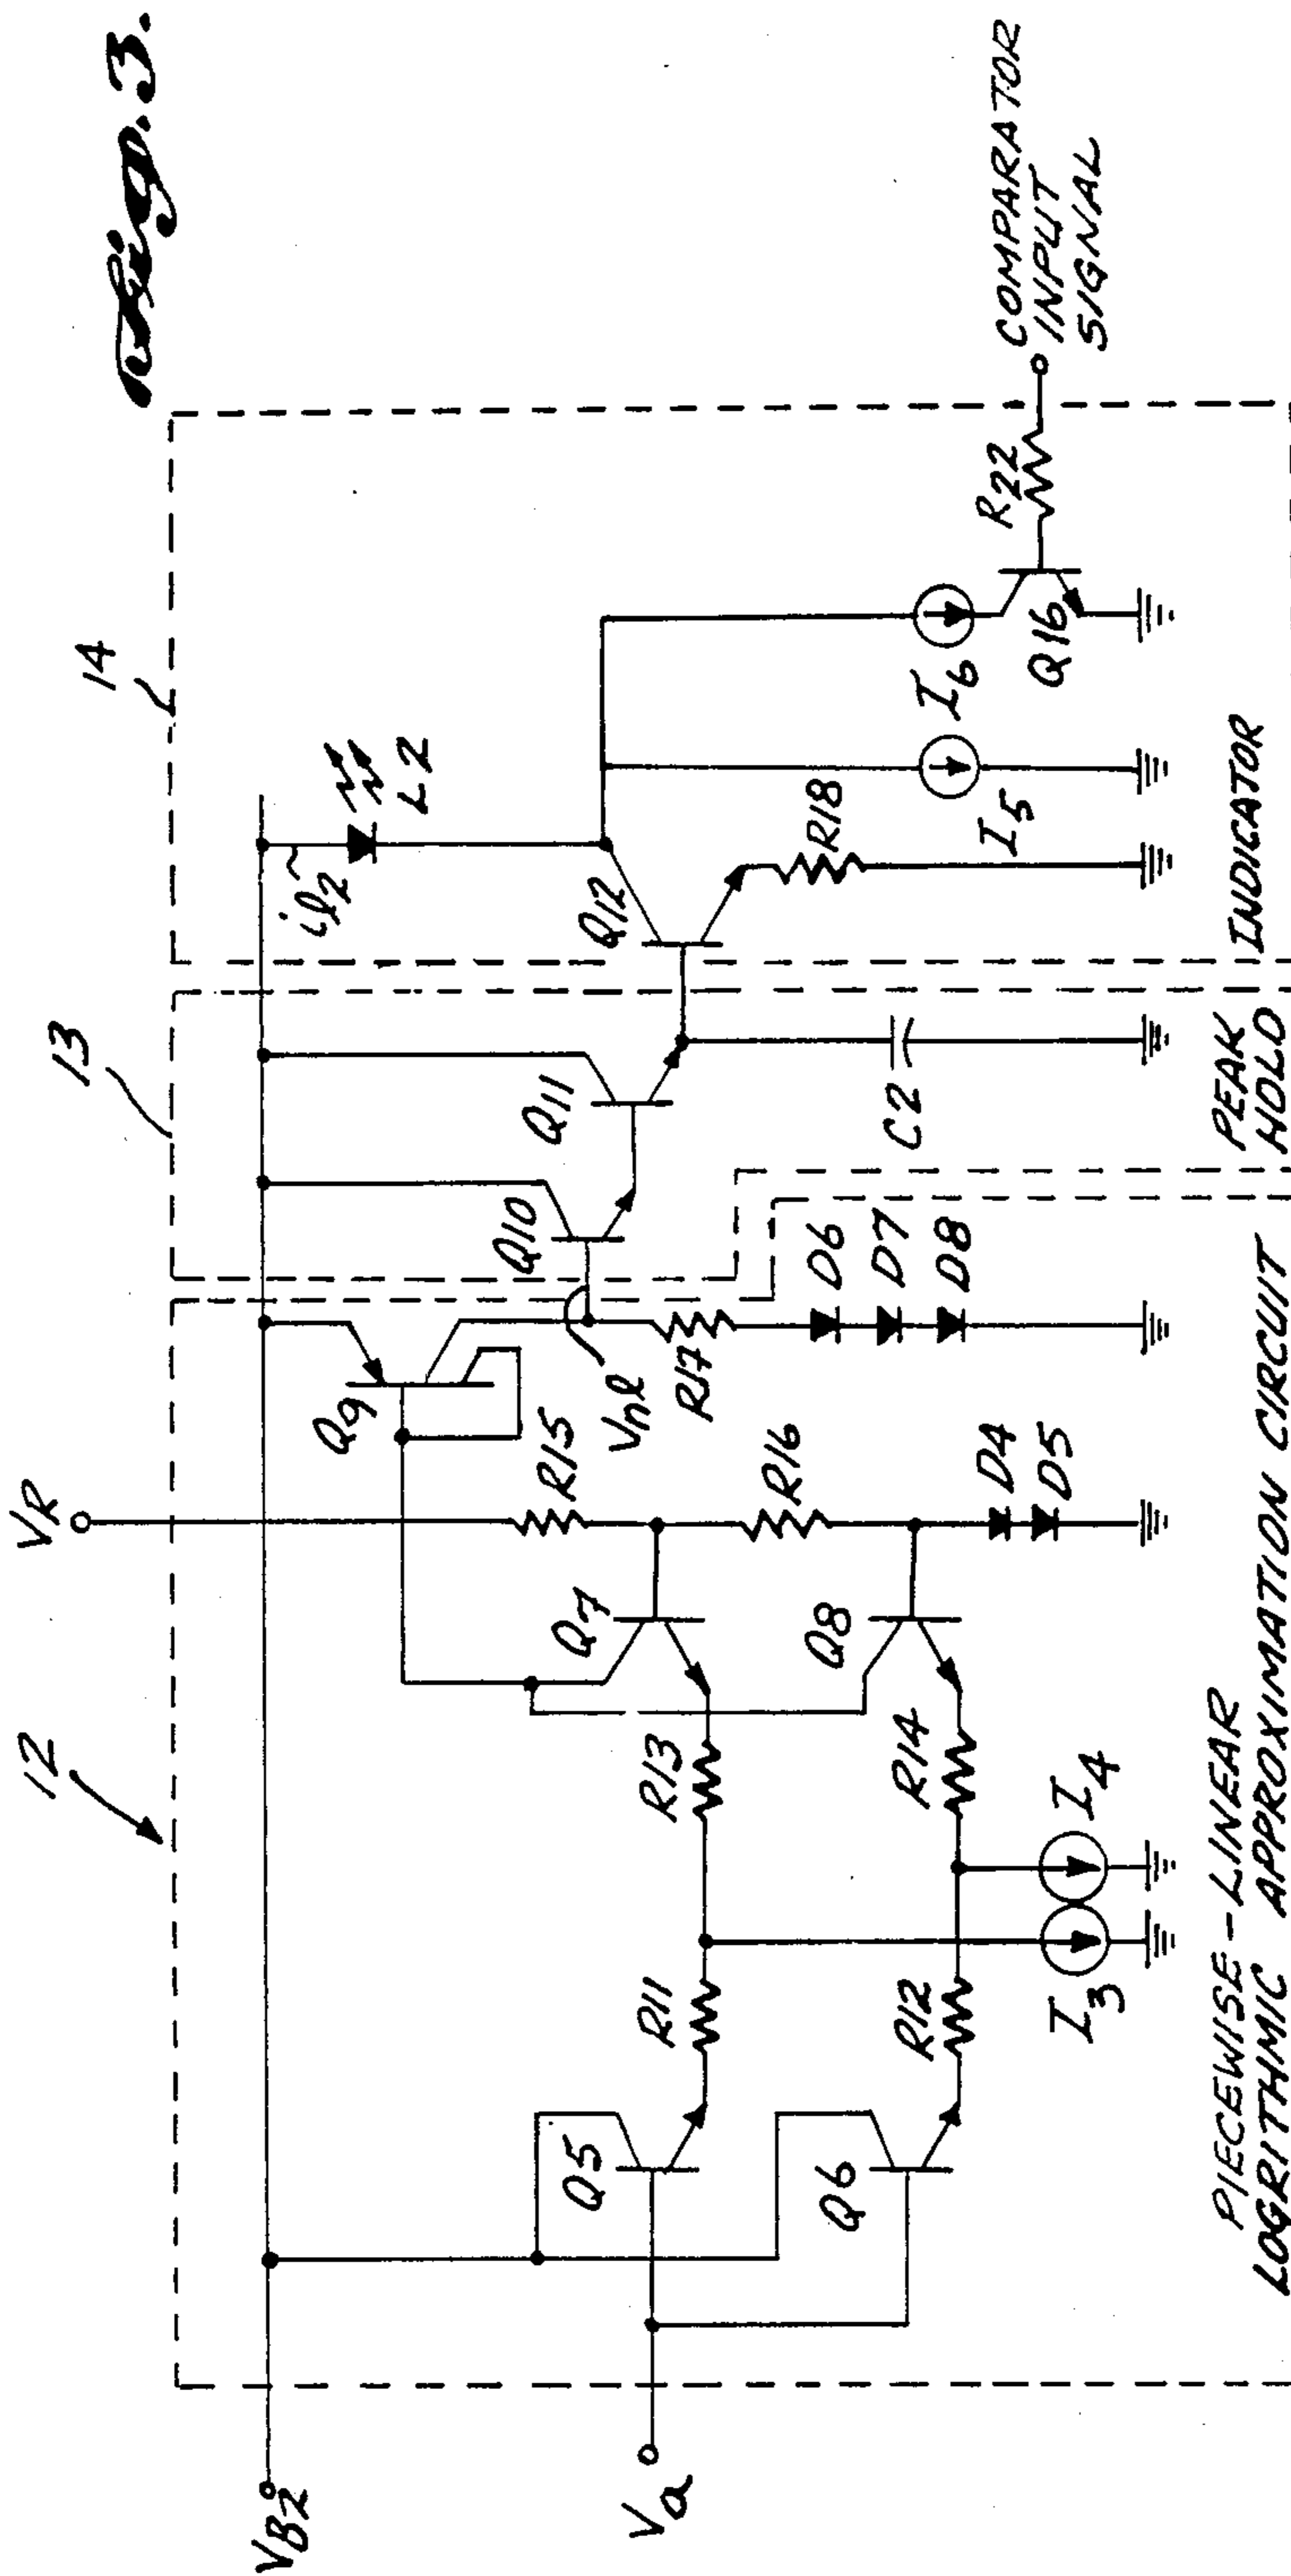 Fig. 3.
12
13
14
VR
VB2
Va
Q5
Q6
R11
R12
I3
I4
R13
R14
Q7
Q8
R15
R16
D4
D5
Q9
Vnl
R17
D6
D7
D8
Q10
Q11
C2
Q12
il2
L2
R18
I5
I6
Q16
R22
COMPARATOR
INPUT
SIGNAL
PIECEWISE-LINEAR
LOGRITHMIC APPROXIMATION CIRCUIT
PEAK
HOLD
INDICATOR